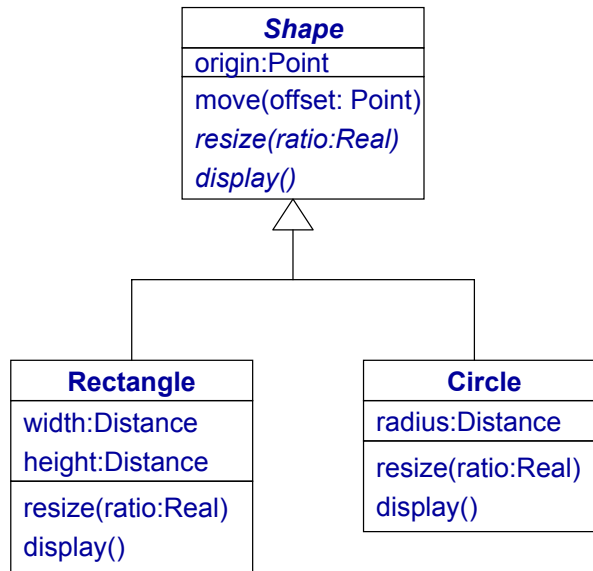 Shape
origin:Point
move(offset: Point)
resize(ratio:Real)
display()
Rectangle
width:Distance
height:Distance
resize(ratio:Real)
display()
Circle
radius:Distance
resize(ratio:Real)
display()